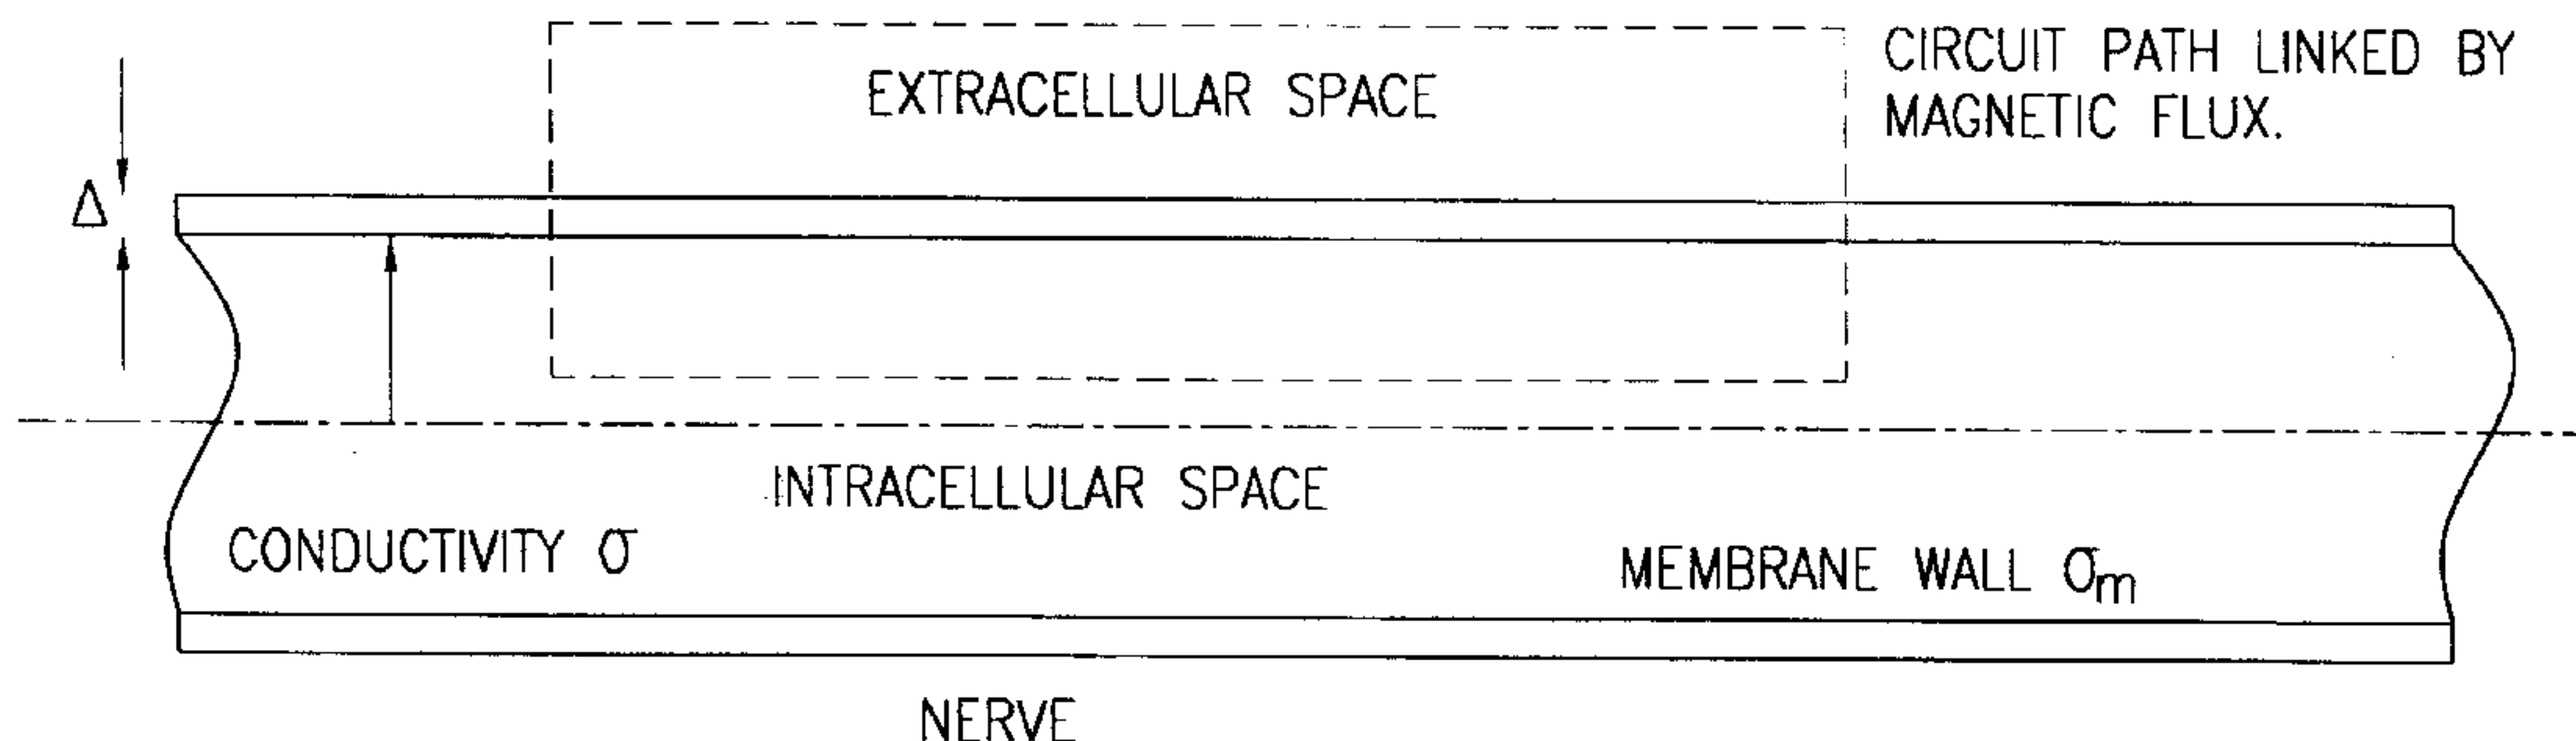 EXTRACELLULAR SPACE
CIRCUIT PATH LINKED BY
MAGNETIC FLUX.
Δ
INTRACELLULAR SPACE
CONDUCTIVITY σ
MEMBRANE WALL σm
NERVE